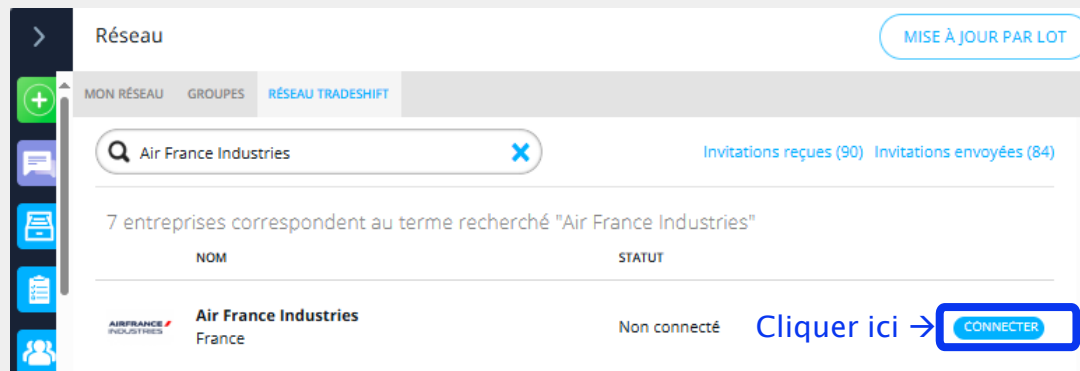 Réseau
MISE À JOUR PAR LOT
MON RÉSEAU GROUPES RÉSEAU TRADESHIFT
Air France Industries
Invitations reçues (90) Invitations envoyées (84)
7 entreprises correspondent au terme recherché "Air France Industries"
NOM STATUT
AIRFRANCE INDUSTRIES
Air France Industries
France
Non connecté
Cliquer ici →
CONNECTER